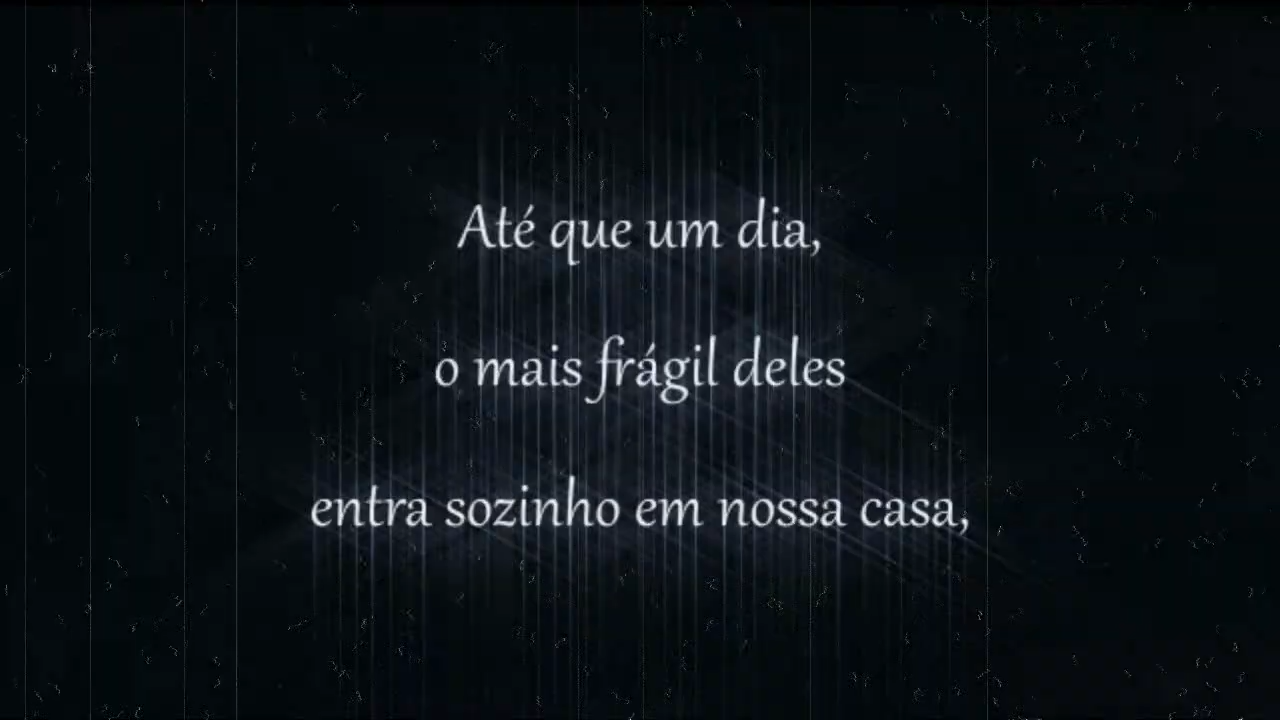 Até que um dia,
o mais frágil deles
entra sozinho em nossa casa,